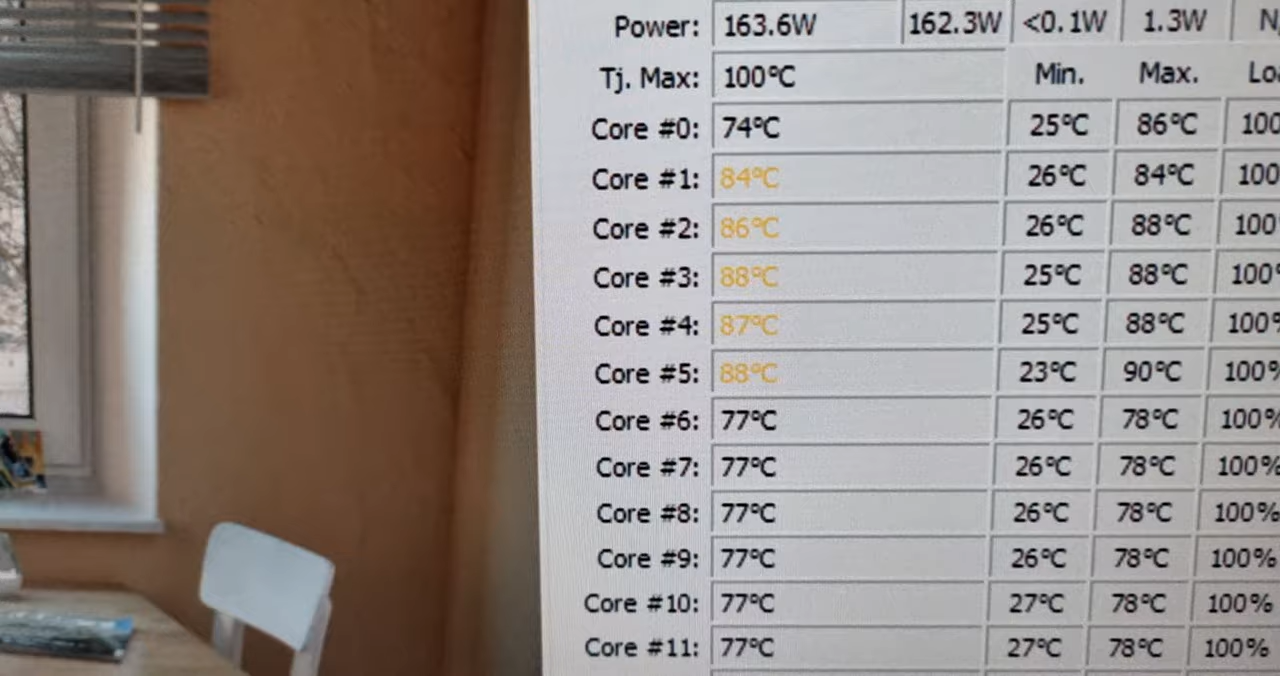 Power: 163.6W 162.3W <0.1W 1.3W
Tj. Max: 100°C Min. Max.
Core #0: 74°C 25°C 86°C 100
Core #1: 84°C 26°C 84°C 100
Core #2: 86°C 26°C 88°C 100
Core #3: 88°C 25°C 88°C 100%
Core #4: 87°C 25°C 88°C 100%
Core #5: 88°C 23°C 90°C 100%
Core #6: 77°C 26°C 78°C 100%
Core #7: 77°C 26°C 78°C 100%
Core #8: 77°C 26°C 78°C 100%
Core #9: 77°C 26°C 78°C 100%
Core #10: 77°C 27°C 78°C 100%
Core #11: 77°C 27°C 78°C 100%